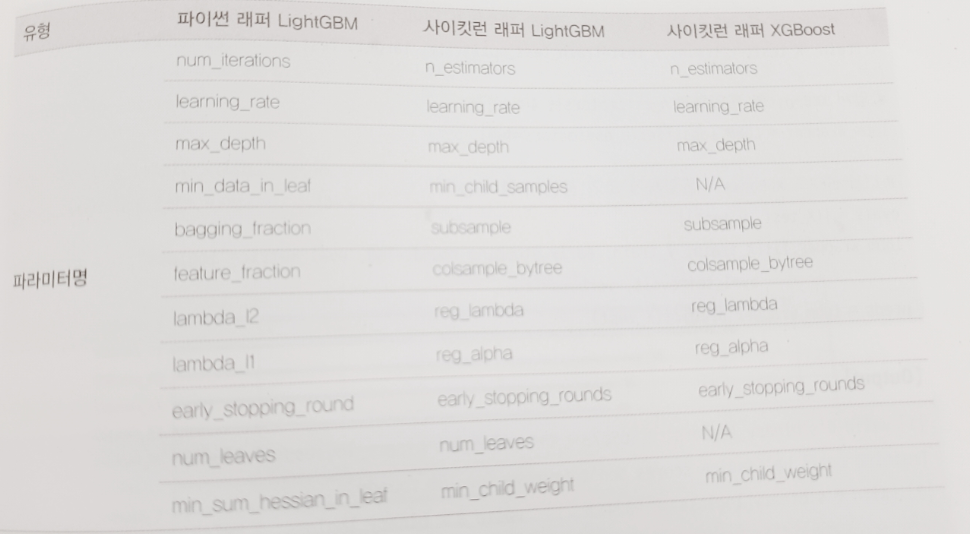 유형 파이썬 래퍼 LightGBM 사이킷런 래퍼 LightGBM 사이킷런 래퍼 XGBoost
num_iterations n_estimators n_estimators
learning_rate learning_rate learning_rate
max_depth max_depth max_depth
min_data_in_leaf min_child_samples N/A
bagging_fraction subsample subsample
파라미터명 feature_fraction colsample_bytree colsample_bytree
lambda_l2 reg_lambda reg_lambda
lambda_l1 reg_alpha reg_alpha
early_stopping_round early_stopping_rounds early_stopping_rounds
num_leaves num_leaves N/A
min_sum_hessian_in_leaf min_child_weight min_child_weight